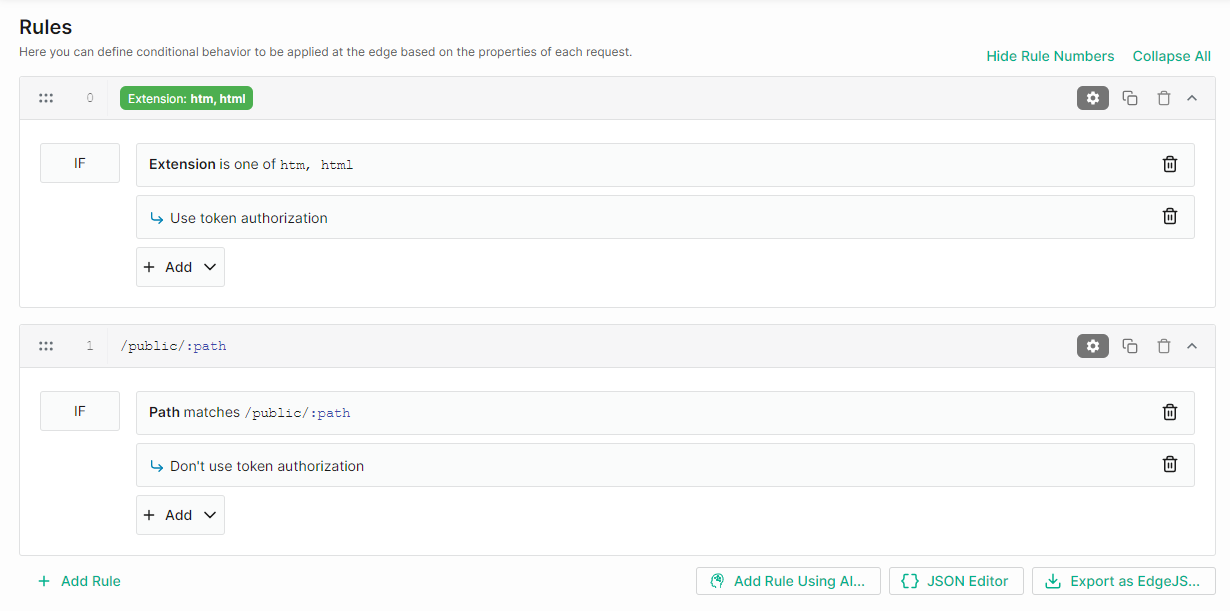 Rules
Here you can define conditional behavior to be applied at the edge based on the properties of each request.
Hide Rule Numbers Collapse All
0 Extension: htm, html
IF Extension is one of htm, html
Use token authorization
+ Add
1 /public/:path
IF Path matches /public/:path
Don't use token authorization
+ Add
+ Add Rule Add Rule Using AI... {} JSON Editor Export as EdgeJS...